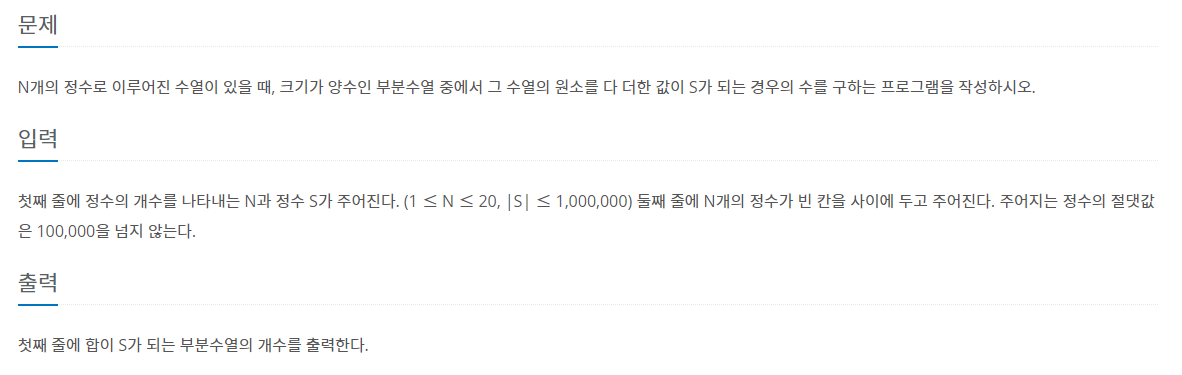 문제
N개의 정수로 이루어진 수열이 있을 때, 크기가 양수인 부분수열 중에서 그 수열의 원소를 다 더한 값이 S가 되는 경우의 수를 구하는 프로그램을 작성하시오.
입력
첫째 줄에 정수의 개수를 나타내는 N과 정수 S가 주어진다. (1 ≤ N ≤ 20, |S| ≤ 1,000,000) 둘째 줄에 N개의 정수가 빈 칸을 사이에 두고 주어진다. 주어지는 정수의 절댓값
은 100,000을 넘지 않는다.
출력
첫째 줄에 합이 S가 되는 부분수열의 개수를 출력한다.